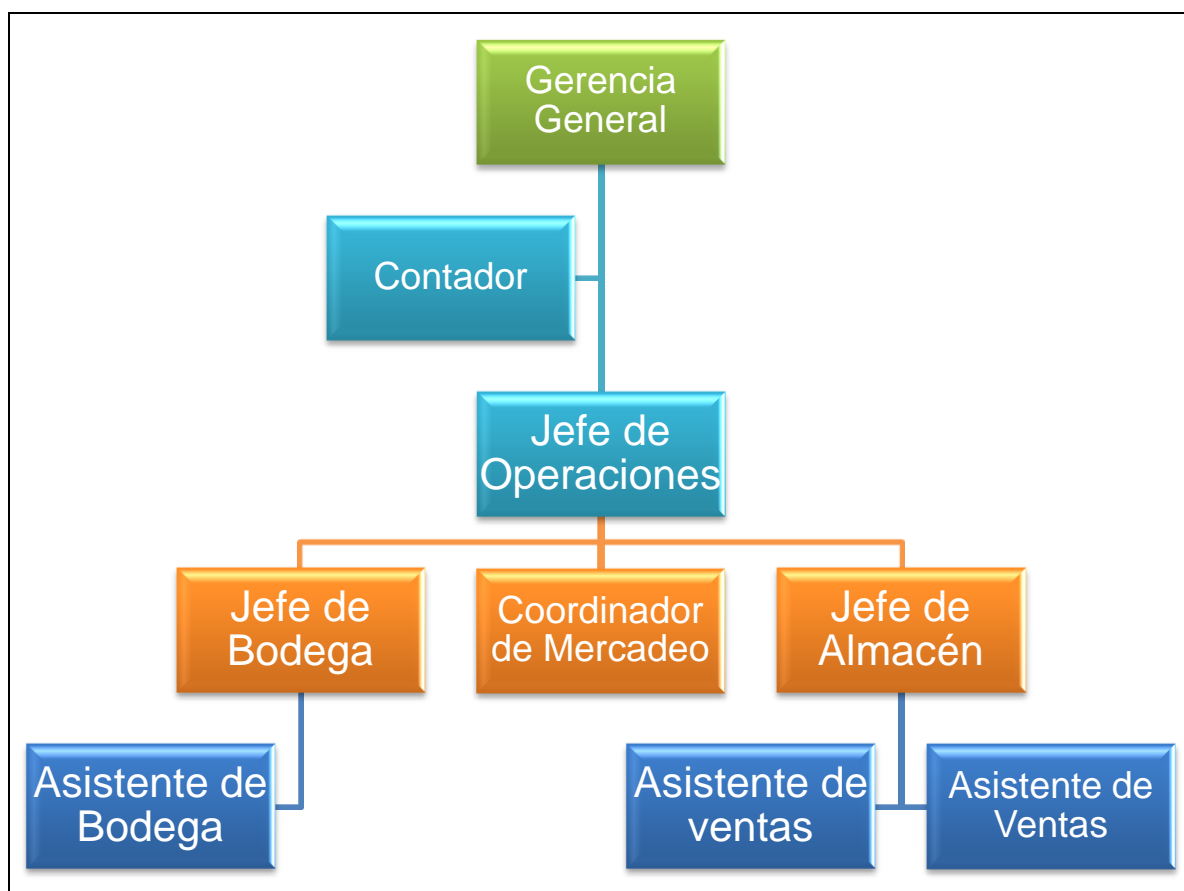 Gerencia
General
Contador
Jefe de
Operaciones
Jefe de
Bodega
Coordinador
de Mercadeo
Jefe de
Almacén
Asistente de
Bodega
Asistente de
ventas
Asistente de
Ventas